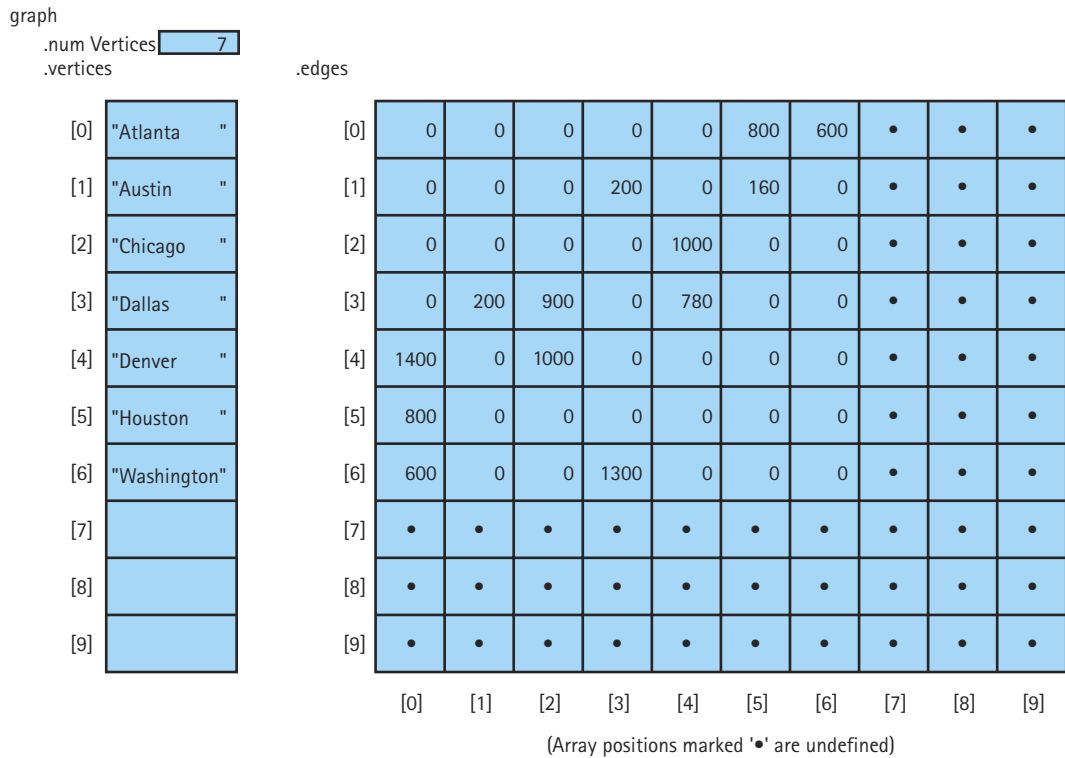 graph
.num Vertices 7
.vertices .edges
[0] "Atlanta " [0] 0 0 0 0 0 800 600 • • •
[1] "Austin " [1] 0 0 0 200 0 160 0 • • •
[2] "Chicago " [2] 0 0 0 0 1000 0 0 • • •
[3] "Dallas " [3] 0 200 900 0 780 0 0 • • •
[4] "Denver " [4] 1400 0 1000 0 0 0 0 • • •
[5] "Houston " [5] 800 0 0 0 0 0 0 • • •
[6] "Washington" [6] 600 0 0 1300 0 0 0 • • •
[7] [7] • • • • • • • • • •
[8] [8] • • • • • • • • • •
[9] [9] • • • • • • • • • •
[0] [1] [2] [3] [4] [5] [6] [7] [8] [9]
(Array positions marked '•' are undefined)